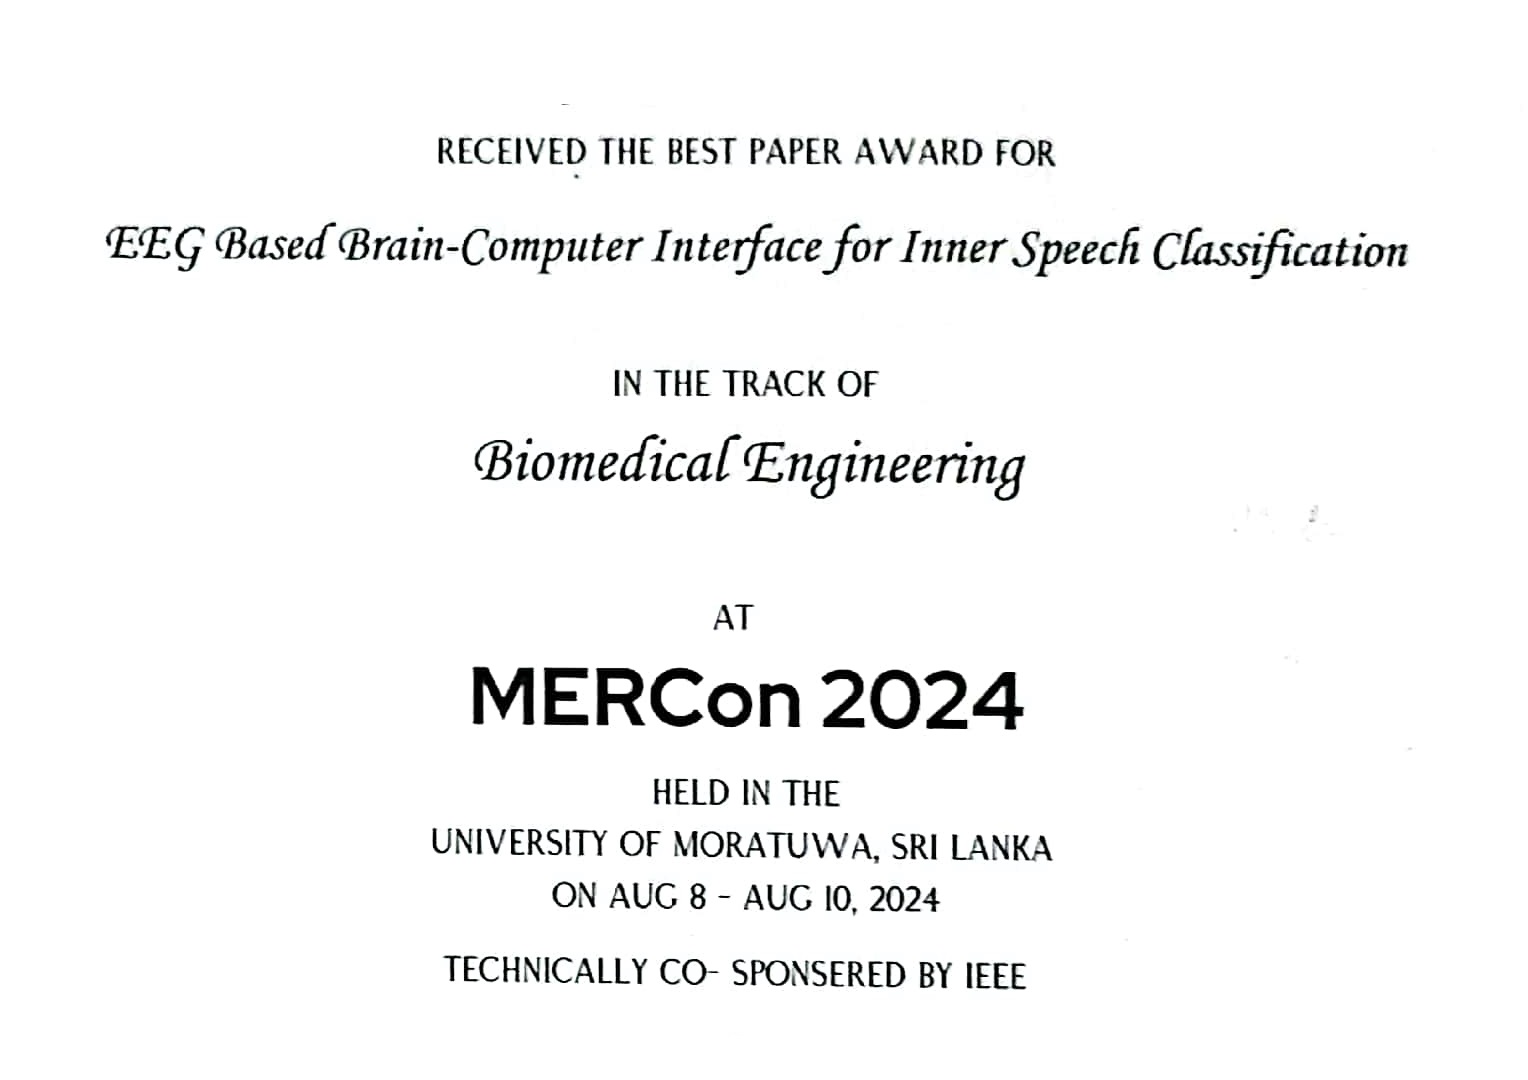 RECEIVED THE BEST PAPER AWARD FOR
EEG Based Brain-Computer Interface for Inner Speech Classification
IN THE TRACK OF
Biomedical Engineering
AT
MERCon 2024
HELD IN THE
UNIVERSITY OF MORATUWA, SRI LANKA
ON AUG 8 - AUG 10, 2024
TECHNICALLY CO- SPONSERED BY IEEE